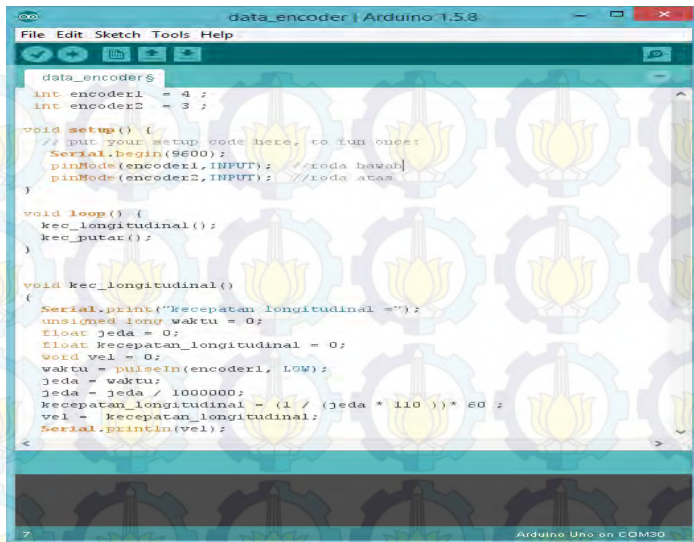 data_encoder | Arduino 1.5.8
File Edit Sketch Tools Help
data_encoder§
int encoder1 = 4 ;
int encoder2 = 3 ;
void setup() {
// put your setup code here, to run once:
Serial.begin(9600);
pinMode(encoder1,INPUT); //roda bawah
pinMode(encoder2,INPUT); //roda atas
}
void loop() {
kec_longitudinal();
kec_putar();
}
void kec_longitudinal()
{
Serial.print("kecepatan longitudinal =");
unsigned long waktu = 0;
float jeda = 0;
float kecepatan_longitudinal = 0;
word vel = 0;
waktu = pulseIn(encoder1, LOW);
jeda = waktu;
jeda = jeda / 1000000;
kecepatan_longitudinal = (1 / (jeda * 110 ))* 60 ;
vel = kecepatan_longitudinal;
Serial.println(vel);
7
Arduino Uno on COM30